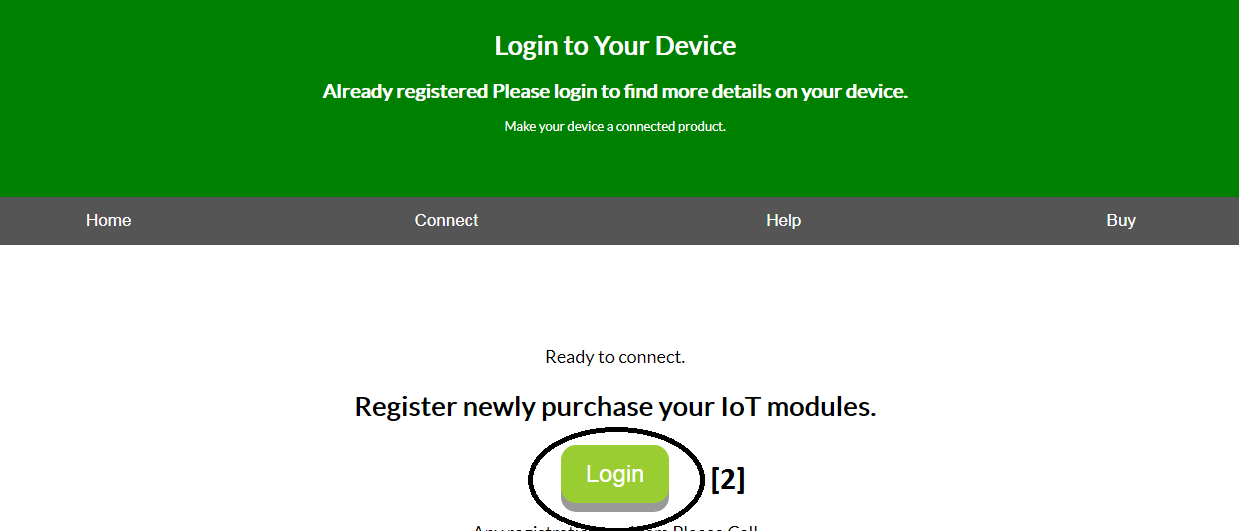 Login to Your Device
Already registered Please login to find more details on your device.
Make your device a connected product.
Home Connect Help Buy
Ready to connect.
Register newly purchase your IoT modules.
Login [2]
Any Please Call